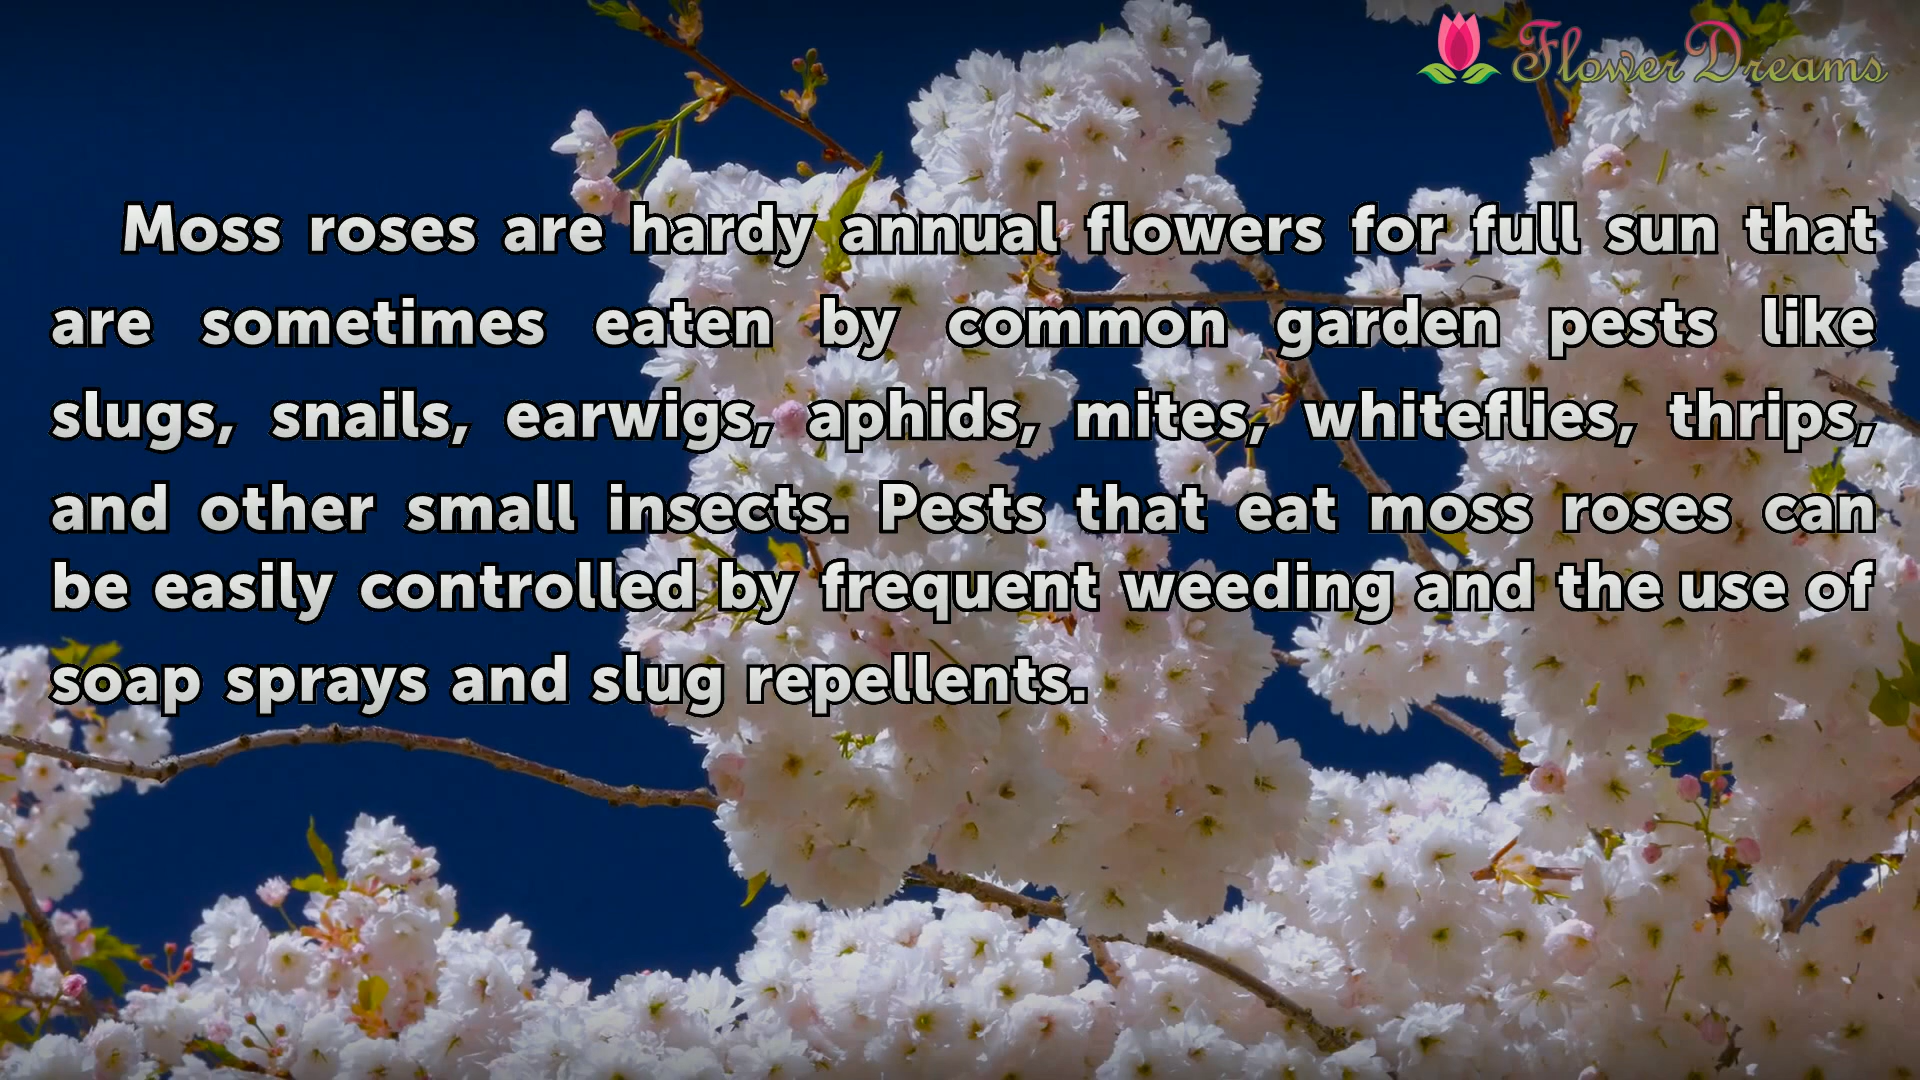 Flower Dreams
Moss roses are hardy annual flowers for full sun that
are sometimes eaten by common garden pests like
slugs, snails, earwigs, aphids, mites, whiteflies, thrips,
and other small insects. Pests that eat moss roses can
be easily controlled by frequent weeding and the use of
soap sprays and slug repellents.